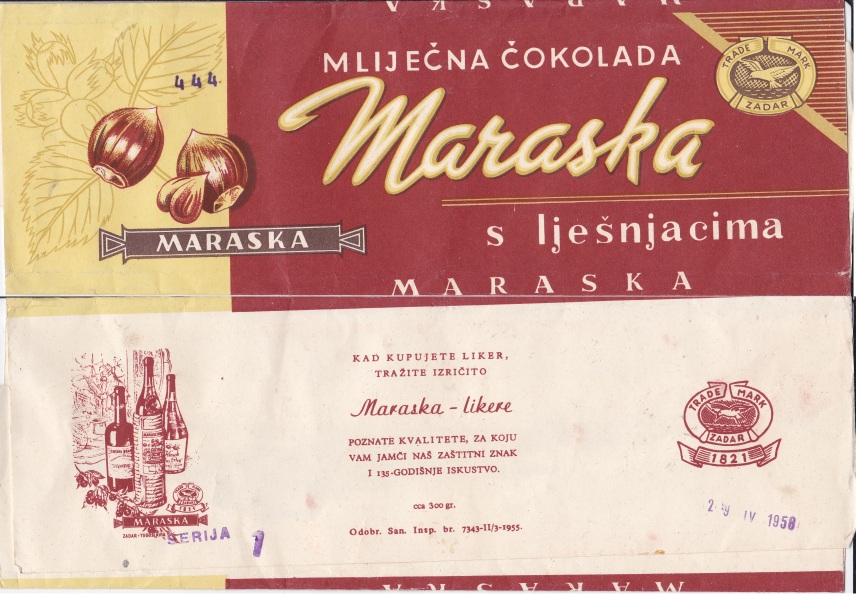 MARASKA
MLIJEČNA ČOKOLADA
444.
Maraska
TRADE MARK
ZADAR
s lješnjacima
MARASKA
MARASKA
KAD KUPUJETE LIKER,
TRAŽITE IZRIČITO
Maraska - likere
POZNATE KVALITETE, ZA KOJU
VAM JAMČI NAŠ ZAŠTITNI ZNAK
I 135-GODIŠNJE ISKUSTVO.
cca 300 gr.
Odobr. San. Insp. br. 7343-II/3-1955.
TRADE MARK
ZADAR
1821
MARASKA
SERIJA 1
IV 1958
MARASKA